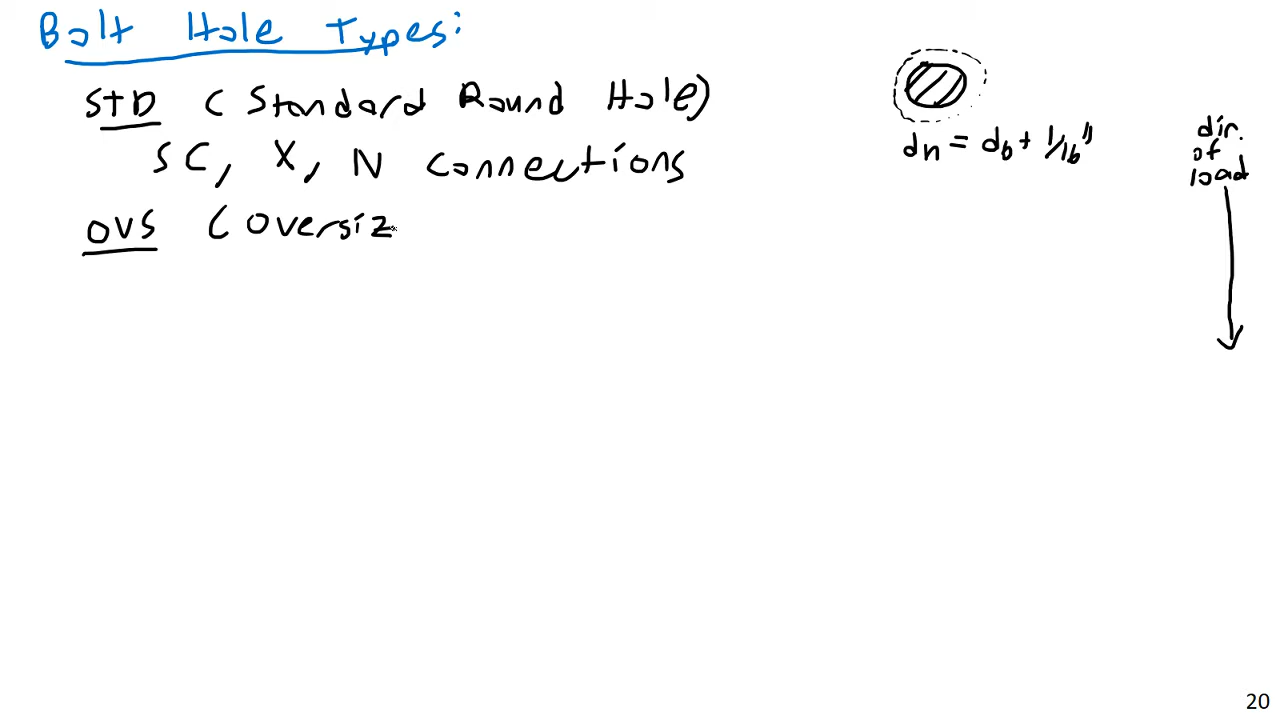 Bolt Hole Types:
STD (Standard Round Hole)
SC, X, N connections
OVS (Oversiz
dn = db + 1/16"
dir.
of
load
20